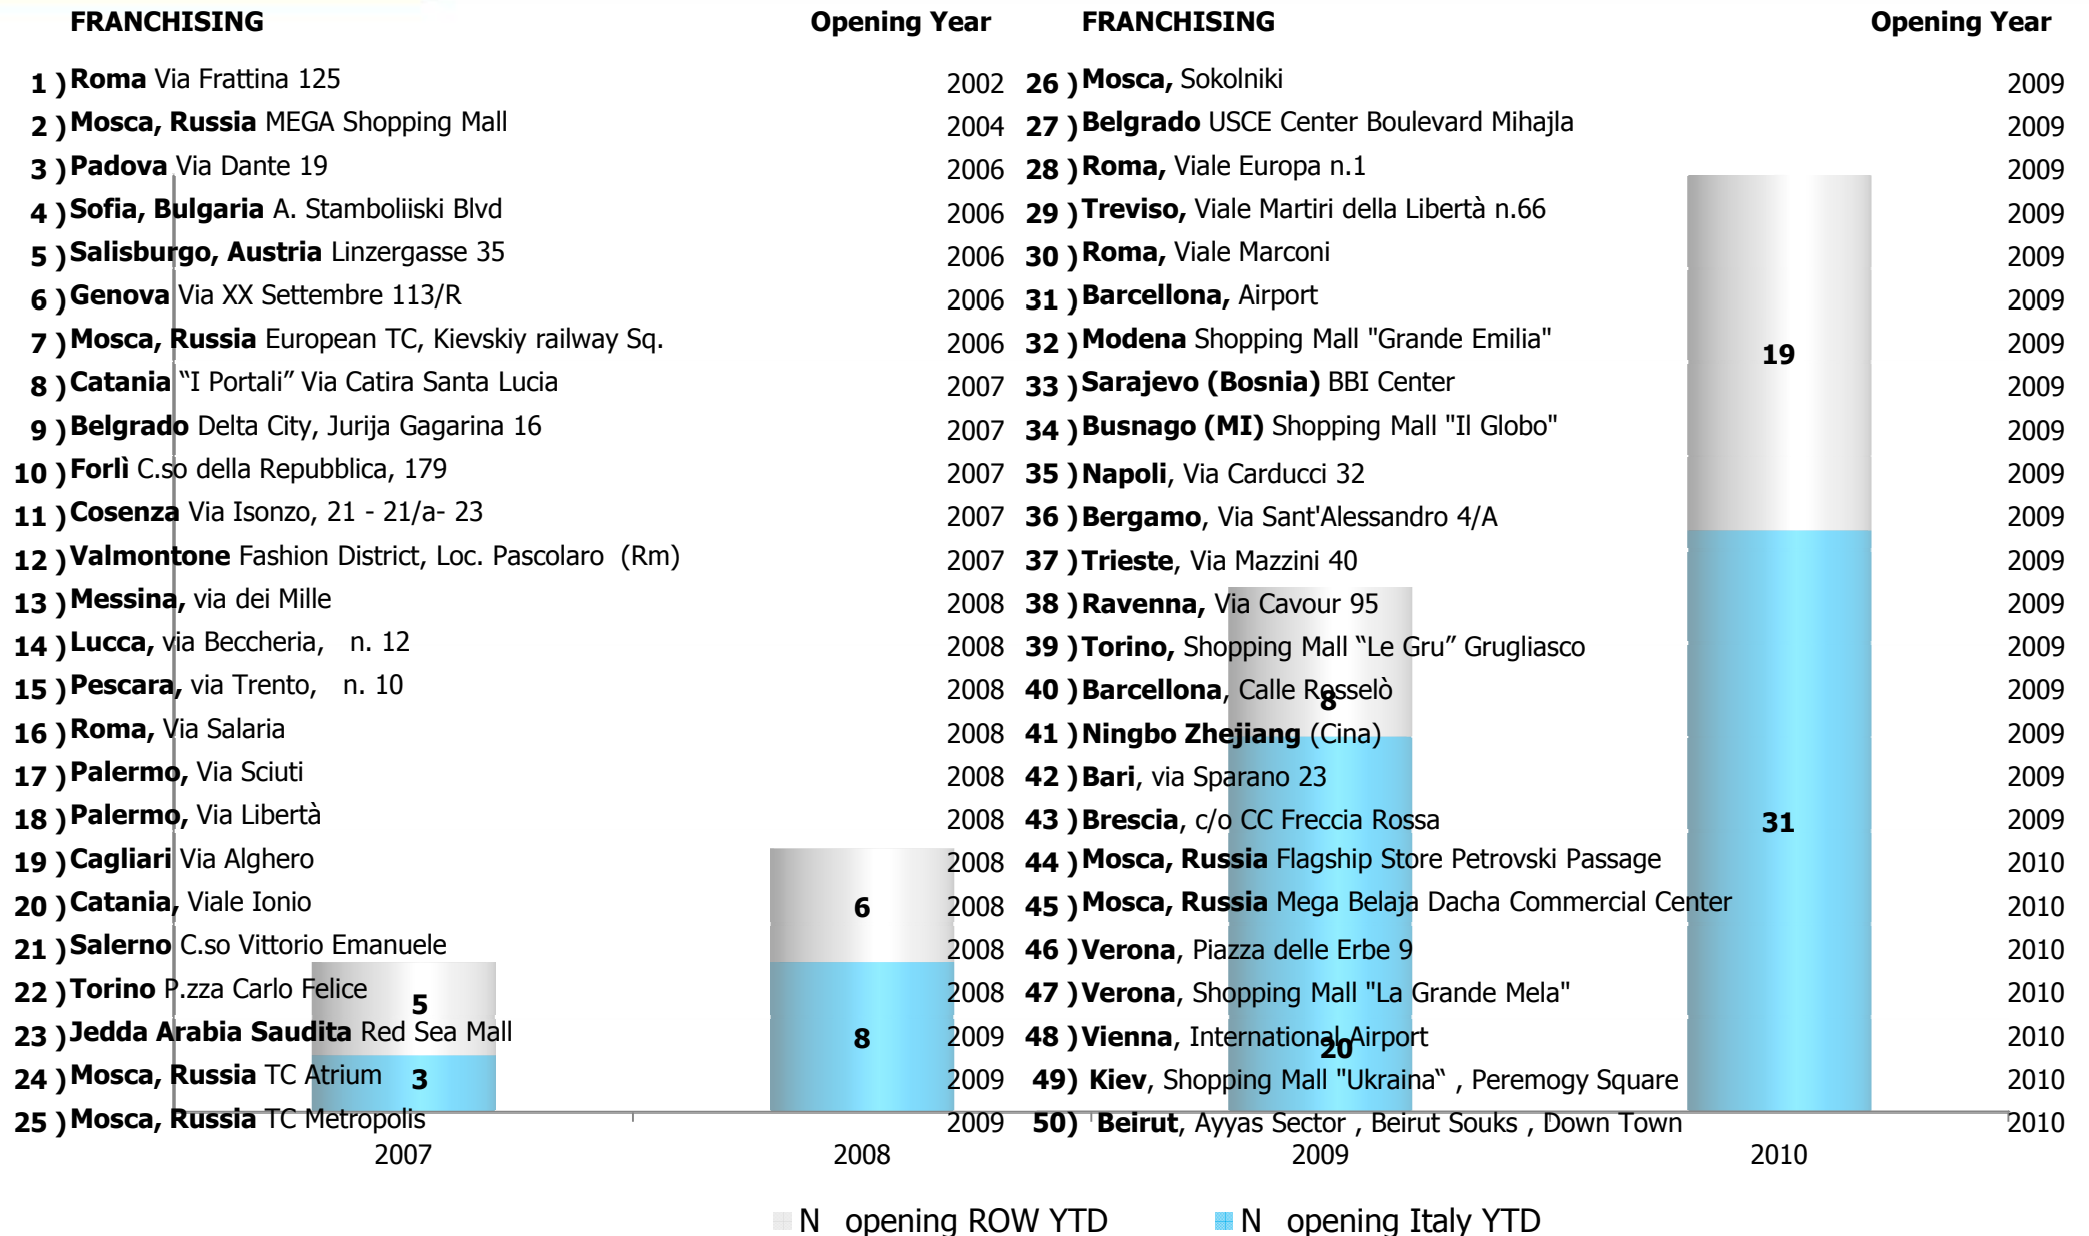 FRANCHISING Opening Year
1 ) Roma Via Frattina 125 2002
2 ) Mosca, Russia MEGA Shopping Mall 2004
3 ) Padova Via Dante 19 2006
4 ) Sofia, Bulgaria A. Stamboliiski Blvd 2006
5 ) Salisburgo, Austria Linzergasse 35 2006
6 ) Genova Via XX Settembre 113/R 2006
7 ) Mosca, Russia European TC, Kievskiy railway Sq. 2006
8 ) Catania “I Portali” Via Catira Santa Lucia 2007
9 ) Belgrado Delta City, Jurija Gagarina 16 2007
10 ) Forlì C.so della Repubblica, 179 2007
11 ) Cosenza Via Isonzo, 21 - 21/a- 23 2007
12 ) Valmontone Fashion District, Loc. Pascolaro (Rm) 2007
13 ) Messina, via dei Mille 2008
14 ) Lucca, via Beccheria, n. 12 2008
15 ) Pescara, via Trento, n. 10 2008
16 ) Roma, Via Salaria 2008
17 ) Palermo, Via Sciuti 2008
18 ) Palermo, Via Libertà 2008
19 ) Cagliari Via Alghero 2008
20 ) Catania, Viale Ionio 2008
21 ) Salerno C.so Vittorio Emanuele 2008
22 ) Torino P.zza Carlo Felice 2008
23 ) Jedda Arabia Saudita Red Sea Mall 2009
24 ) Mosca, Russia TC Atrium 2009
25 ) Mosca, Russia TC Metropolis 2009
FRANCHISING Opening Year
26 ) Mosca, Sokolniki 2009
27 ) Belgrado USCE Center Boulevard Mihajla 2009
28 ) Roma, Viale Europa n.1 2009
29 ) Treviso, Viale Martiri della Libertà n.66 2009
30 ) Roma, Viale Marconi 2009
31 ) Barcellona, Airport 2009
32 ) Modena Shopping Mall "Grande Emilia" 2009
33 ) Sarajevo (Bosnia) BBI Center 2009
34 ) Busnago (MI) Shopping Mall "Il Globo" 2009
35 ) Napoli, Via Carducci 32 2009
36 ) Bergamo, Via Sant'Alessandro 4/A 2009
37 ) Trieste, Via Mazzini 40 2009
38 ) Ravenna, Via Cavour 95 2009
39 ) Torino, Shopping Mall “Le Gru” Grugliasco 2009
40 ) Barcellona, Calle Rosselò 2009
41 ) Ningbo Zhejiang (Cina) 2009
42 ) Bari, via Sparano 23 2009
43 ) Brescia, c/o CC Freccia Rossa 2009
44 ) Mosca, Russia Flagship Store Petrovski Passage 2010
45 ) Mosca, Russia Mega Belaja Dacha Commercial Center 2010
46 ) Verona, Piazza delle Erbe 9 2010
47 ) Verona, Shopping Mall "La Grande Mela" 2010
48 ) Vienna, International Airport 2010
49) Kiev, Shopping Mall "Ukraina“ , Peremogy Square 2010
50) Beirut, Ayyas Sector , Beirut Souks , Down Town 2010
5 6 8 19
3 8 20 31
2007 2008 2009 2010
N opening ROW YTD N opening Italy YTD